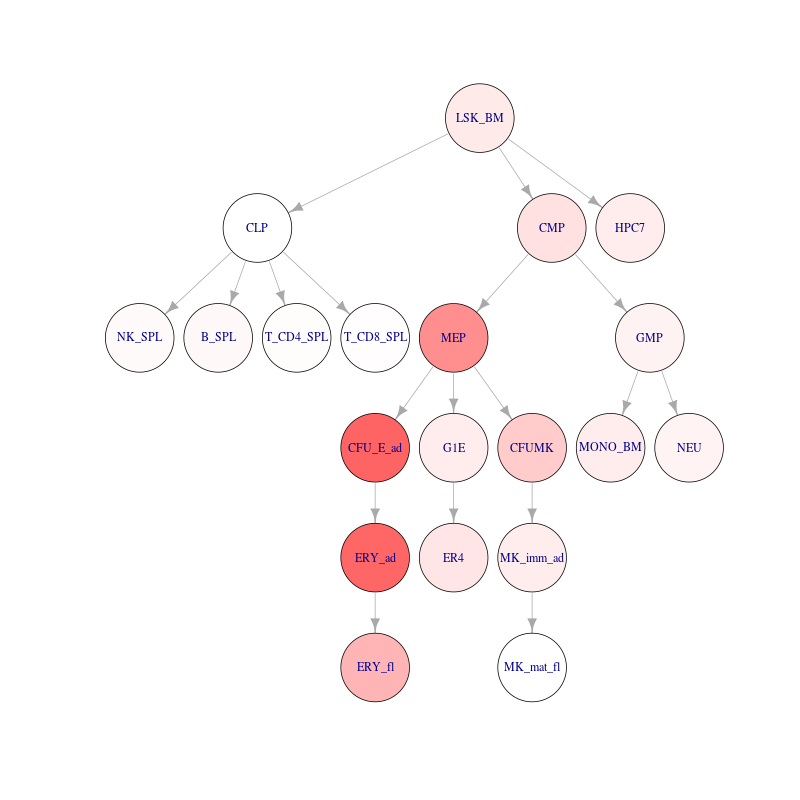 LSK_BM
CLP
CMP
HPC7
NK_SPL
B_SPL
T_CD4_SPL
T_CD8_SPL
MEP
GMP
CFU_E_ad
G1E
CFUMK
MONO_BM
NEU
ERY_ad
ER4
MK_imm_ad
ERY_fl
MK_mat_fl